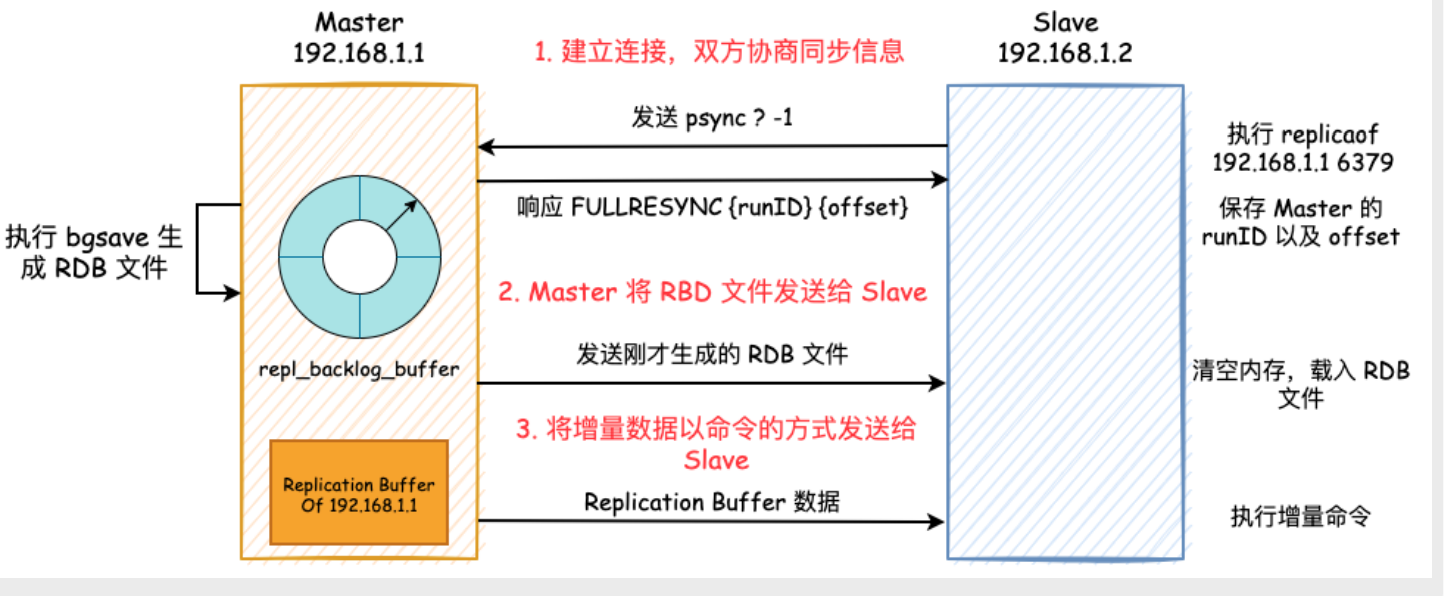 Master
192.168.1.1
Slave
192.168.1.2
1. 建立连接，双方协商同步信息
发送 psync ? -1
执行 replicaof
192.168.1.1 6379
响应 FULLRESYNC {runID} {offset}
保存 Master 的
runID 以及 offset
执行 bgsave 生
成 RDB 文件
2. Master 将 RBD 文件发送给 Slave
发送刚才生成的 RDB 文件
repl_backlog_buffer
清空内存，载入 RDB
文件
3. 将增量数据以命令的方式发送给
Slave
Replication Buffer
Of 192.168.1.1
Replication Buffer 数据
执行增量命令